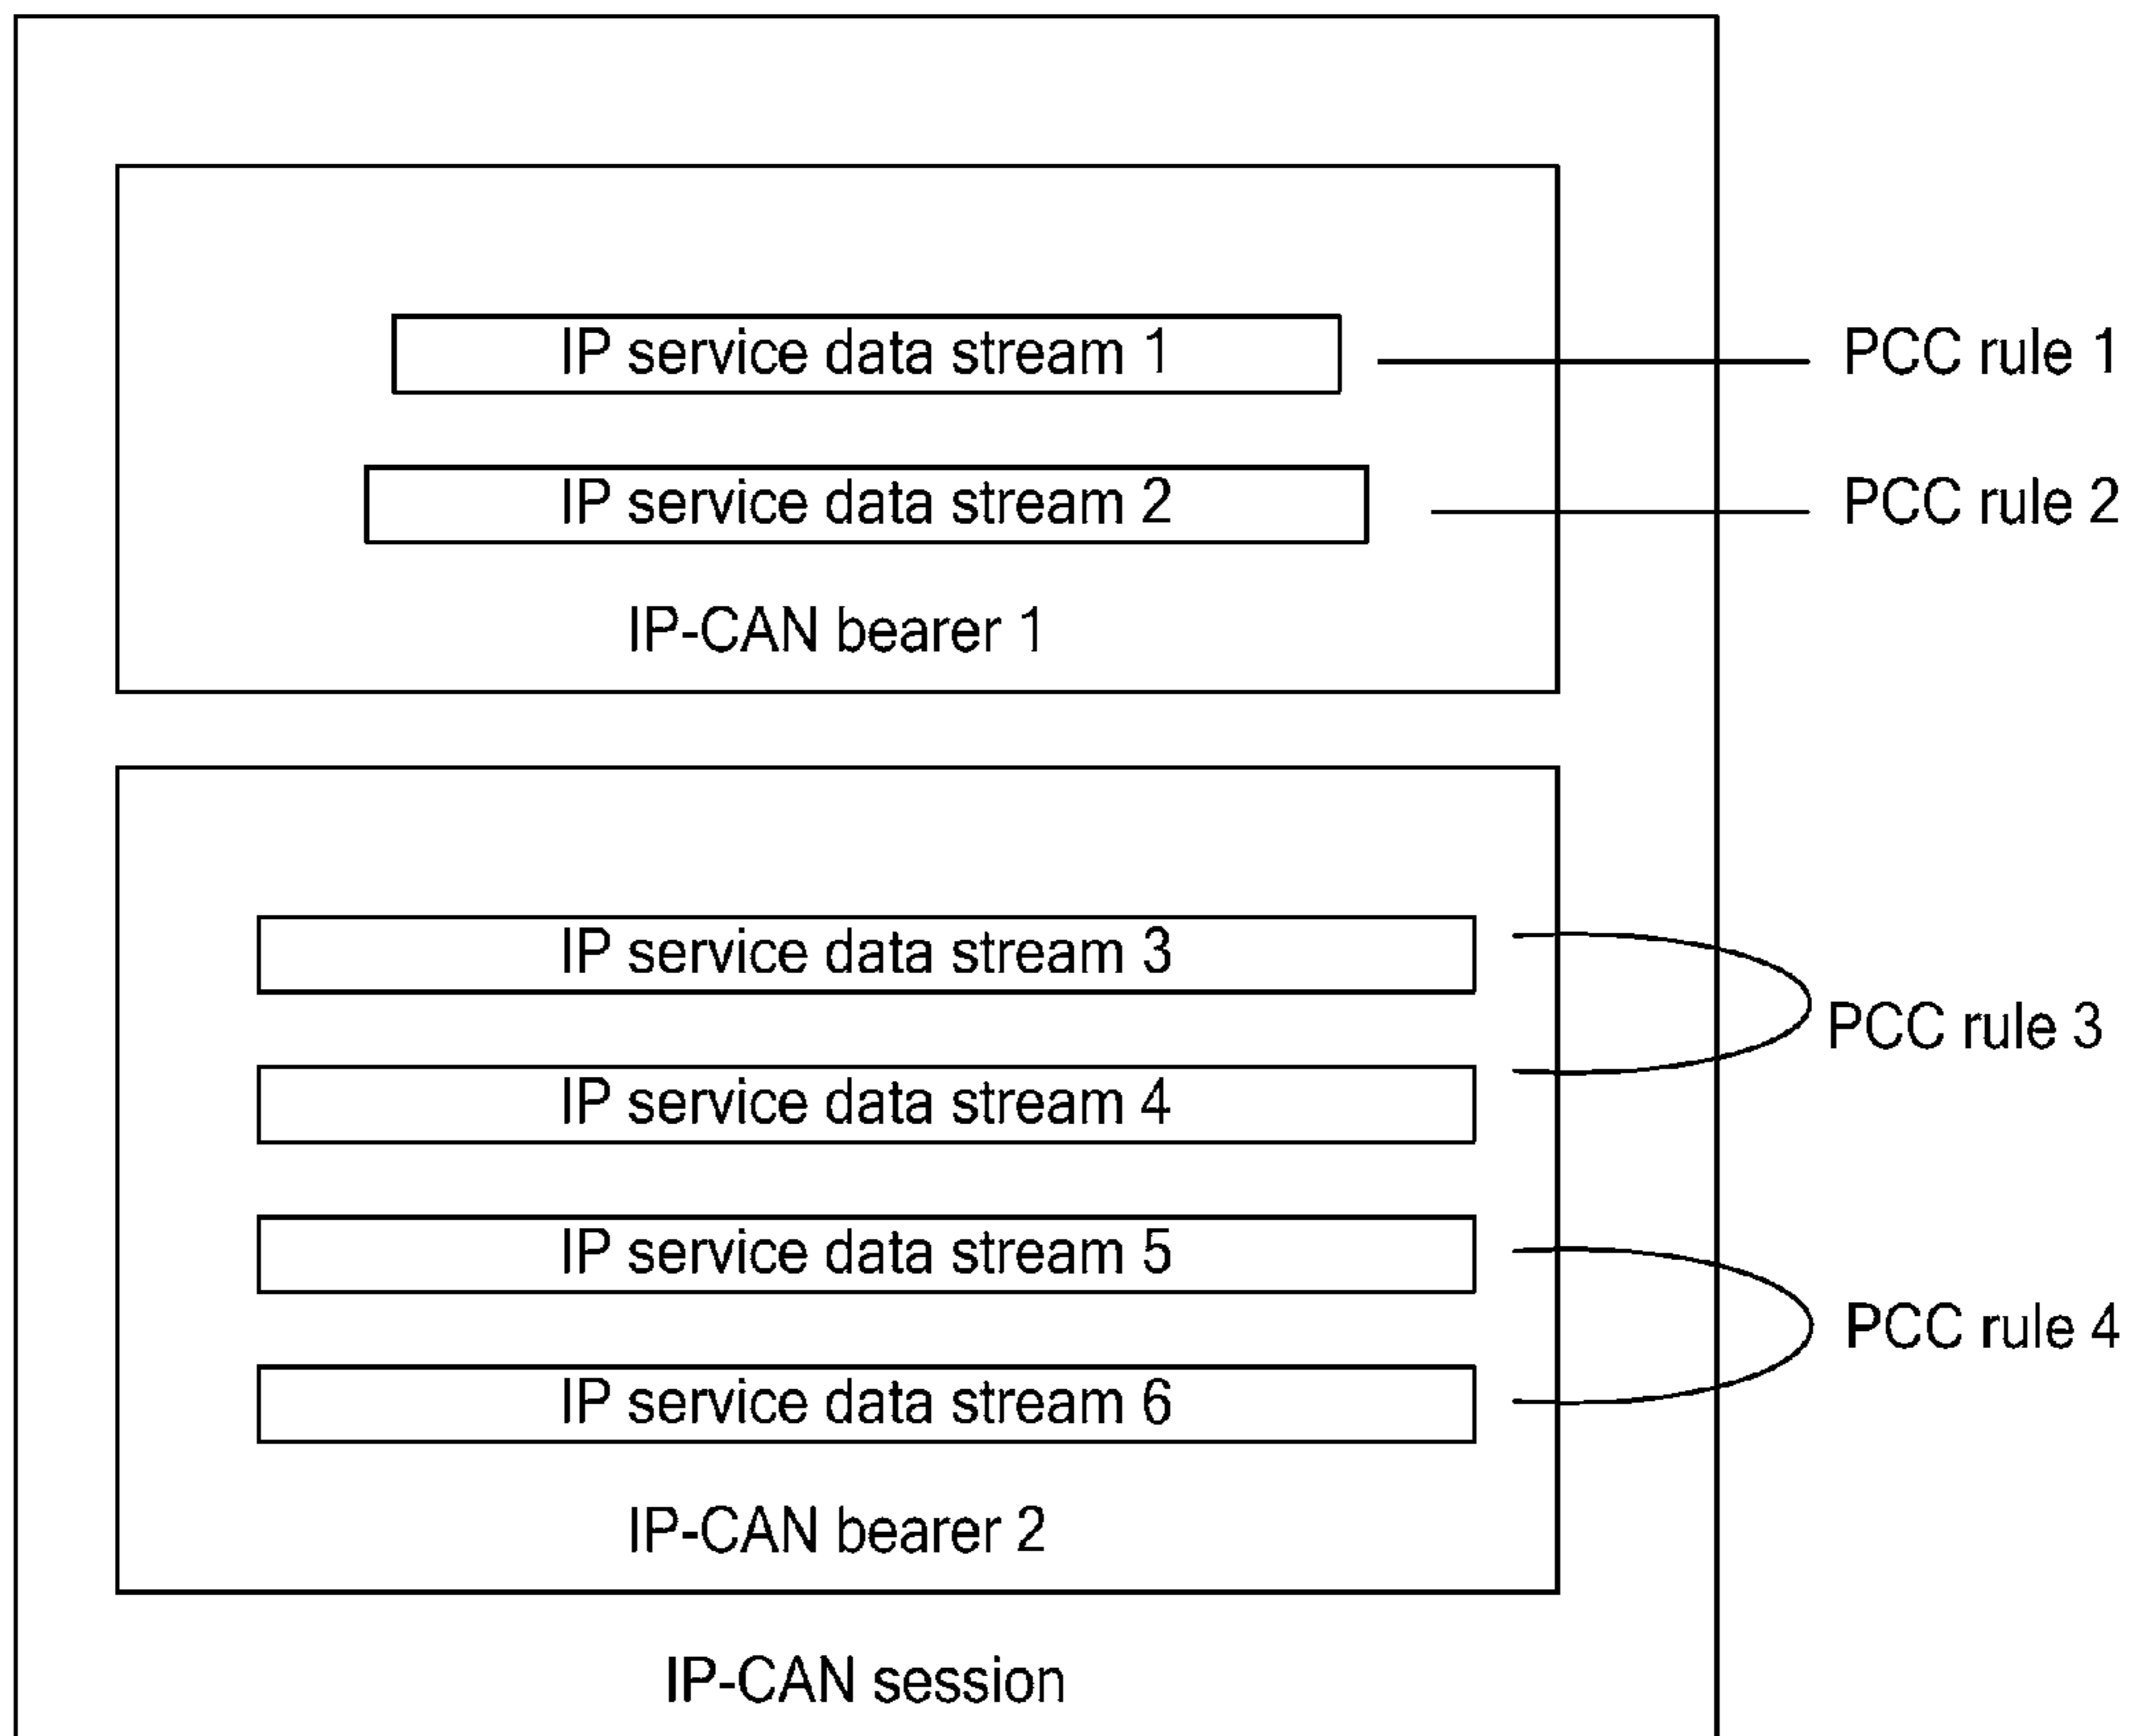 IP service data stream 1
PCC rule 1
IP service data stream 2
PCC rule 2
IP-CAN bearer 1
IP service data stream 3
PCC rule 3
IP service data stream 4
IP service data stream 5
PCC rule 4
IP service data stream 6
IP-CAN bearer 2
IP-CAN session